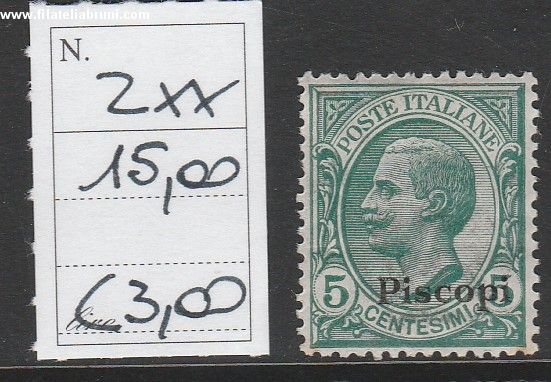 www.filateliabruni.com
N.
2xx
15,00
€3,00
POSTE ITALIANE
Piscopi
5 5
CENTESIMI